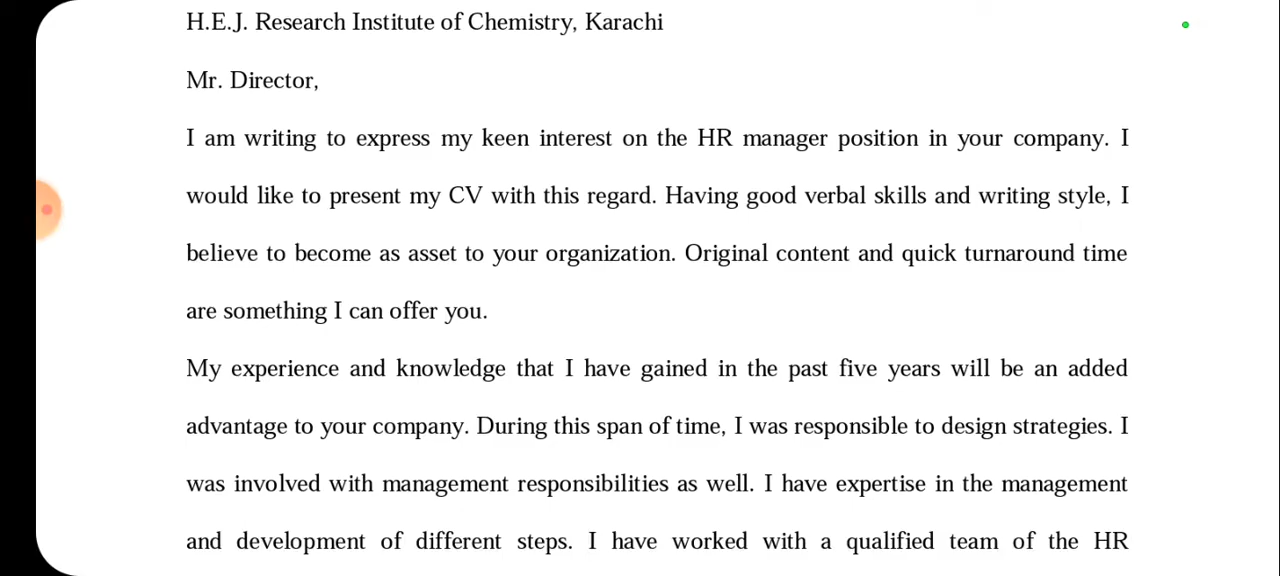 H.E.J. Research Institute of Chemistry, Karachi
Mr. Director,
I am writing to express my keen interest on the HR manager position in your company. I
would like to present my CV with this regard. Having good verbal skills and writing style, I
believe to become as asset to your organization. Original content and quick turnaround time
are something I can offer you.
My experience and knowledge that I have gained in the past five years will be an added
advantage to your company. During this span of time, I was responsible to design strategies. I
was involved with management responsibilities as well. I have expertise in the management
and development of different steps. I have worked with a qualified team of the HR